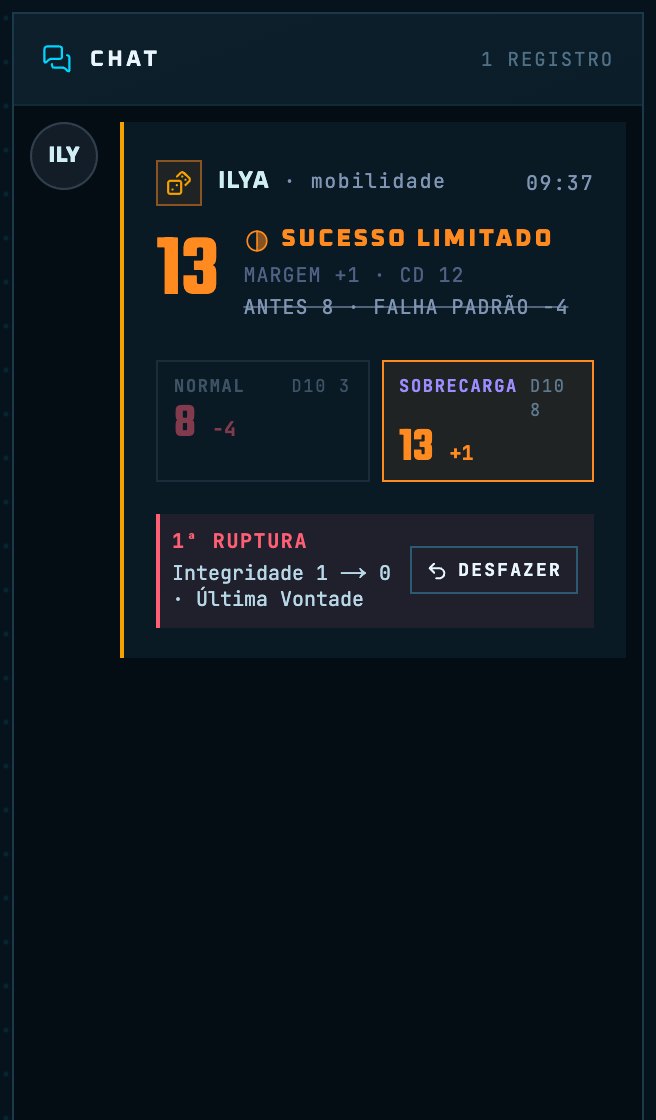 CHAT
1 REGISTRO
ILY
ILYA · mobilidade 09:37
13
SUCESSO LIMITADO
MARGEM +1 · CD 12
ANTES 8 · FALHA PADRÃO -4
NORMAL D10 3
8 -4
SOBRECARGA D10
8
13 +1
1ª RUPTURA
Integridade 1 ⟶ 0
· Última Vontade
DESFAZER